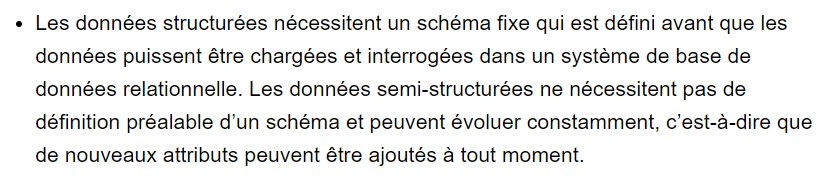 • Les données structurées nécessitent un schéma fixe qui est défini avant que les
données puissent être chargées et interrogées dans un système de base de
données relationnelle. Les données semi-structurées ne nécessitent pas de
définition préalable d’un schéma et peuvent évoluer constamment, c’est-à-dire que
de nouveaux attributs peuvent être ajoutés à tout moment.